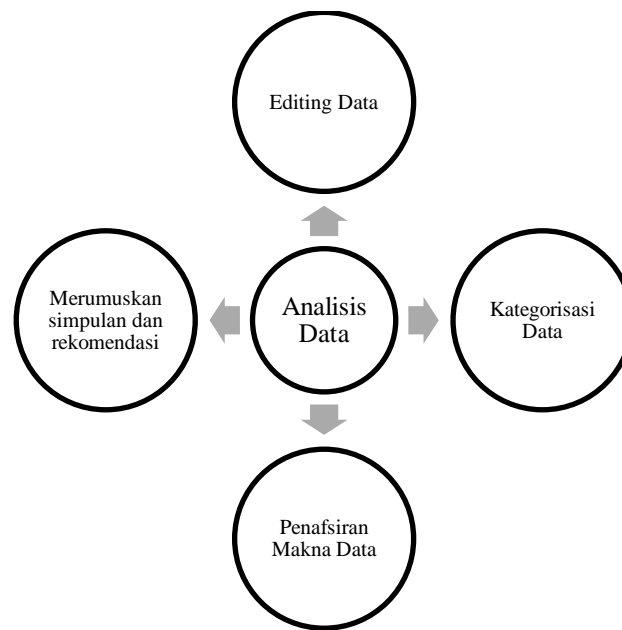 Editing Data
Merumuskan
simpulan dan
rekomendasi
Analisis
Data
Kategorisasi
Data
Penafsiran
Makna Data